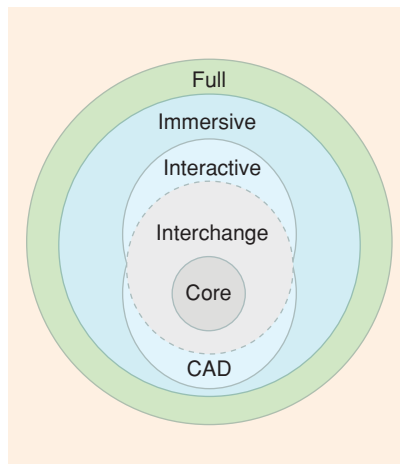 Full
Immersive
Interactive
Interchange
Core
CAD